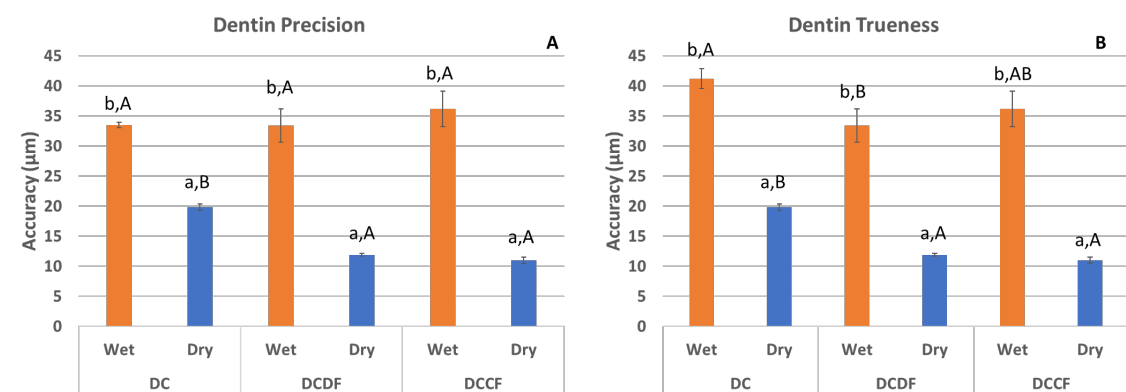 Dentin Precision
A
45
40
35
30
25
20
15
10
5
0
Accuracy (µm)
b,A
a,B
b,A
a,A
b,A
a,A
Wet Dry Wet Dry Wet Dry
DC DCDF DCCF
Dentin Trueness
B
45
40
35
30
25
20
15
10
5
0
Accuracy (µm)
b,A
a,B
b,B
a,A
b,AB
a,A
Wet Dry Wet Dry Wet Dry
DC DCDF DCCF